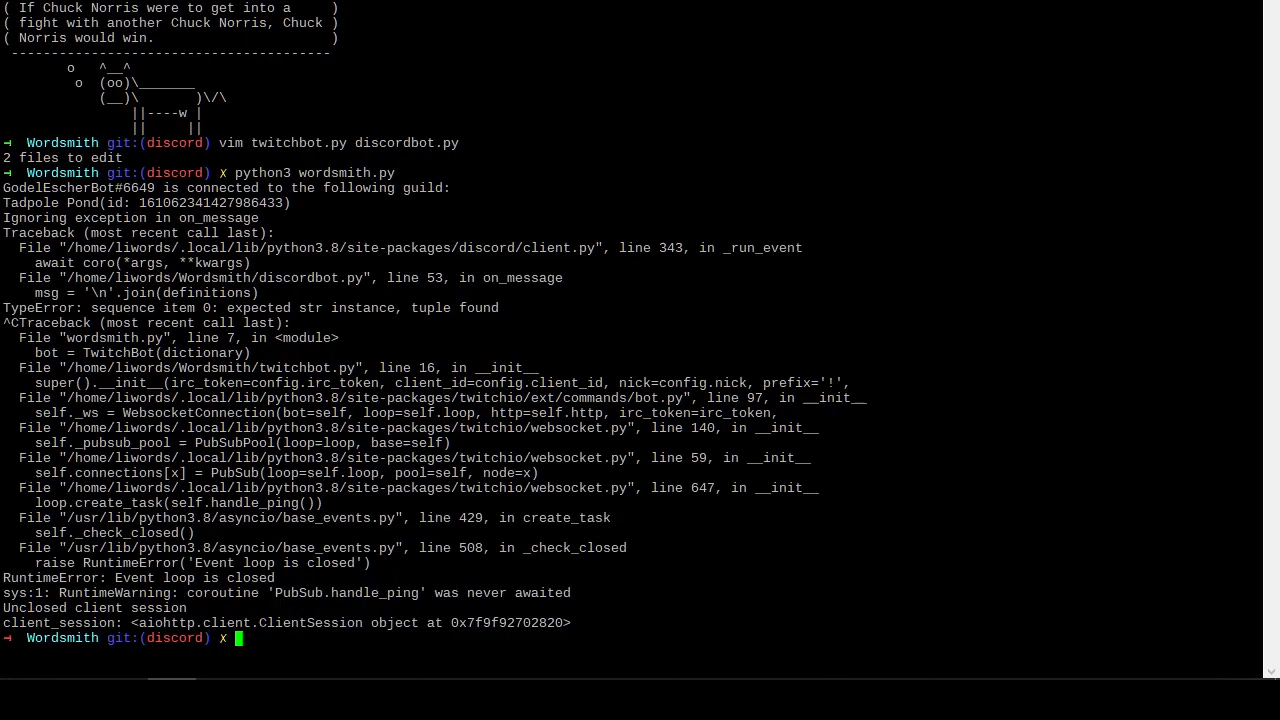 ( If Chuck Norris were to get into a     )
( fight with another Chuck Norris, Chuck )
( Norris would win.                      )
 ----------------------------------------
        o   ^__^
         o  (oo)\_______
            (__)\       )\/\
                ||----w |
                ||     ||
→  Wordsmith git:(discord) vim twitchbot.py discordbot.py
2 files to edit
→  Wordsmith git:(discord) ✗ python3 wordsmith.py
GodelEscherBot#6649 is connected to the following guild:
Tadpole Pond(id: 161062341427986433)
Ignoring exception in on_message
Traceback (most recent call last):
  File "/home/liwords/.local/lib/python3.8/site-packages/discord/client.py", line 343, in _run_event
    await coro(*args, **kwargs)
  File "/home/liwords/Wordsmith/discordbot.py", line 53, in on_message
    msg = '\n'.join(definitions)
TypeError: sequence item 0: expected str instance, tuple found
^CTraceback (most recent call last):
  File "wordsmith.py", line 7, in <module>
    bot = TwitchBot(dictionary)
  File "/home/liwords/Wordsmith/twitchbot.py", line 16, in __init__
    super().__init__(irc_token=config.irc_token, client_id=config.client_id, nick=config.nick, prefix='!',
  File "/home/liwords/.local/lib/python3.8/site-packages/twitchio/ext/commands/bot.py", line 97, in __init__
    self._ws = WebsocketConnection(bot=self, loop=self.loop, http=self.http, irc_token=irc_token,
  File "/home/liwords/.local/lib/python3.8/site-packages/twitchio/websocket.py", line 140, in __init__
    self._pubsub_pool = PubSubPool(loop=loop, base=self)
  File "/home/liwords/.local/lib/python3.8/site-packages/twitchio/websocket.py", line 59, in __init__
    self.connections[x] = PubSub(loop=self.loop, pool=self, node=x)
  File "/home/liwords/.local/lib/python3.8/site-packages/twitchio/websocket.py", line 647, in __init__
    loop.create_task(self.handle_ping())
  File "/usr/lib/python3.8/asyncio/base_events.py", line 429, in create_task
    self._check_closed()
  File "/usr/lib/python3.8/asyncio/base_events.py", line 508, in _check_closed
    raise RuntimeError('Event loop is closed')
RuntimeError: Event loop is closed
sys:1: RuntimeWarning: coroutine 'PubSub.handle_ping' was never awaited
Unclosed client session
client_session: <aiohttp.client.ClientSession object at 0x7f9f92702820>
→  Wordsmith git:(discord) ✗